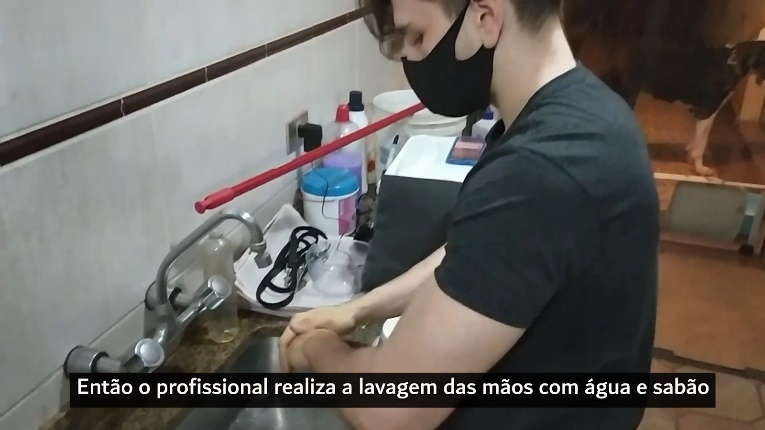 Então o profissional realiza a lavagem das mãos com água e sabão